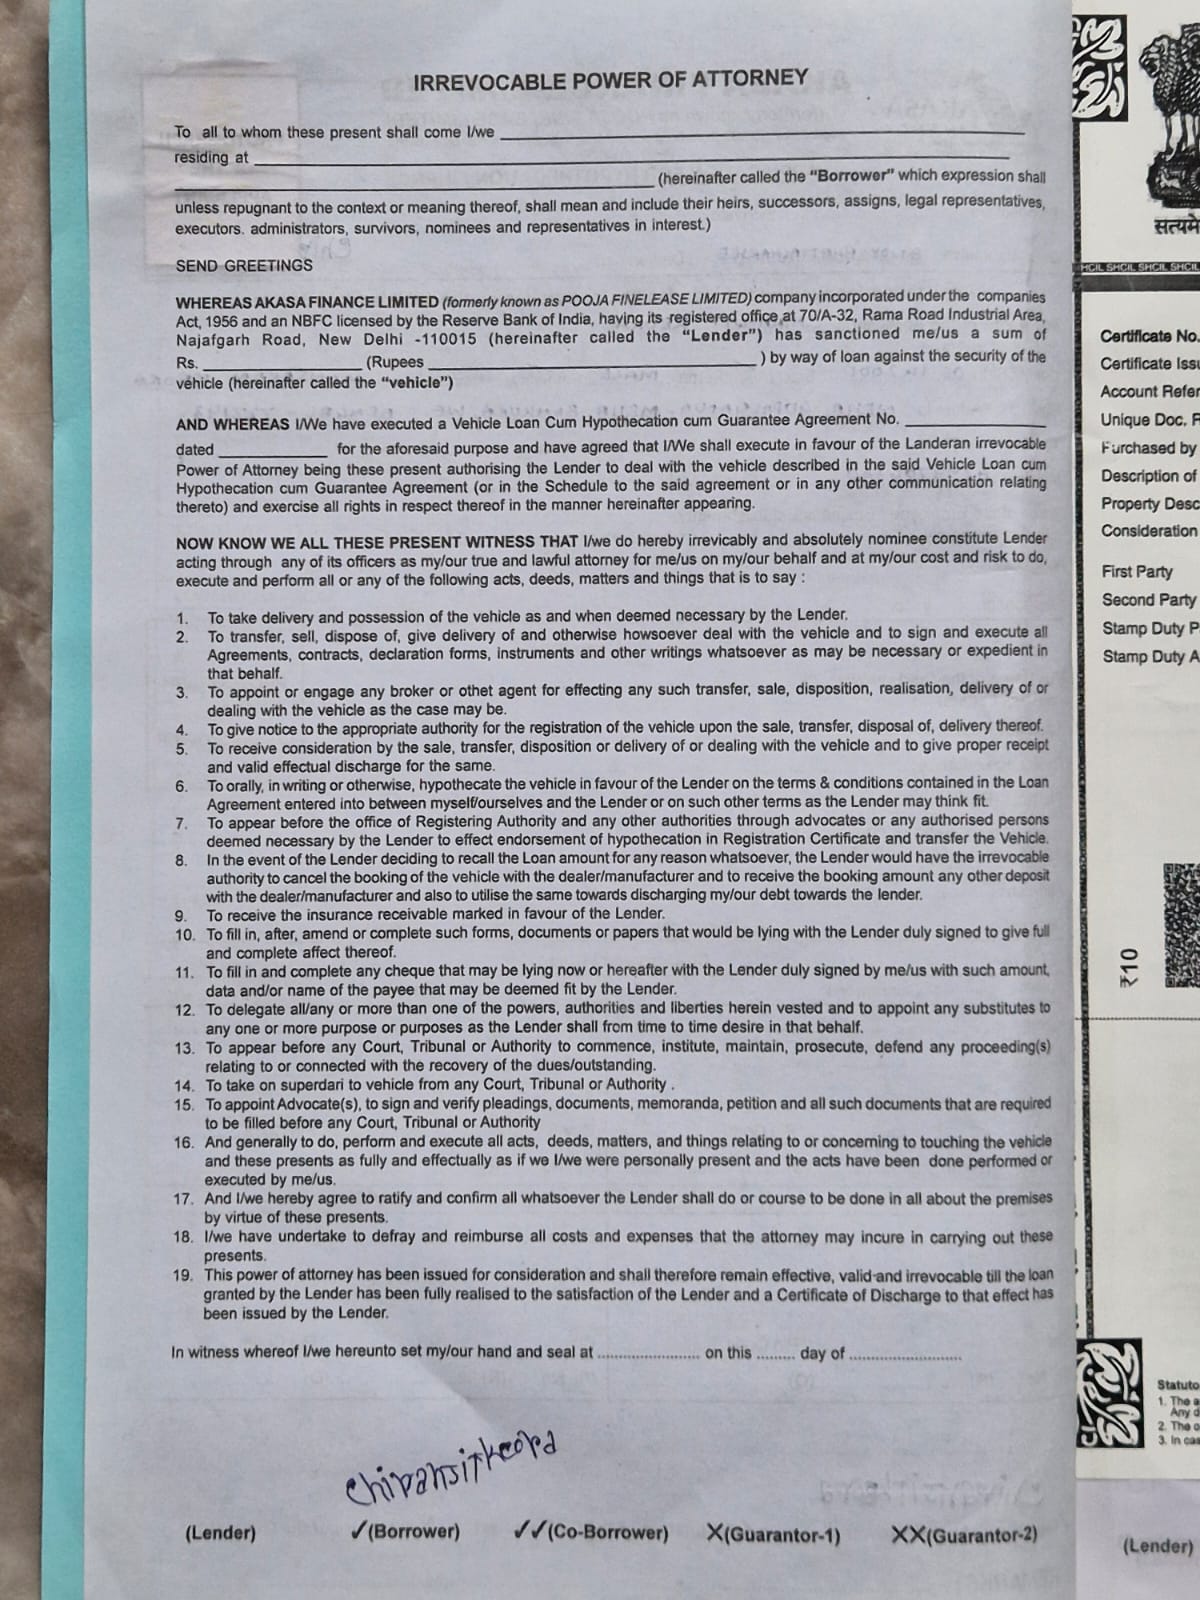 IRREVOCABLE POWER OF ATTORNEY
To all to whom these present shall come I/we
residing at
(hereinafter called the "Borrower" which expression shall
unless repugnant to the context or meaning thereof, shall mean and include their heirs, successors, assigns, legal representatives,
executors. administrators, survivors, nominees and representatives in interest.)
SEND GREETINGS
WHEREAS AKASA FINANCE LIMITED (formerly known as POOJA FINELEASE LIMITED) company incorporated under the companies
Act, 1956 and an NBFC licensed by the Reserve Bank of India, having its registered office at 70/A-32, Rama Road Industrial Area,
Najafgarh Road, New Delhi -110015 (hereinafter called the "Lender") has sanctioned me/us a sum of
Rs. (Rupees ) by way of loan against the security of the
vehicle (hereinafter called the "vehicle")
AND WHEREAS I/We have executed a Vehicle Loan Cum Hypothecation cum Guarantee Agreement No.
dated for the aforesaid purpose and have agreed that I/We shall execute in favour of the Landeran irrevocable
Power of Attorney being these present authorising the Lender to deal with the vehicle described in the said Vehicle Loan cum
Hypothecation cum Guarantee Agreement (or in the Schedule to the said agreement or in any other communication relating
thereto) and exercise all rights in respect thereof in the manner hereinafter appearing.
NOW KNOW WE ALL THESE PRESENT WITNESS THAT I/we do hereby irrevicably and absolutely nominee constitute Lender
acting through any of its officers as my/our true and lawful attorney for me/us on my/our behalf and at my/our cost and risk to do,
execute and perform all or any of the following acts, deeds, matters and things that is to say :
1. To take delivery and possession of the vehicle as and when deemed necessary by the Lender.
2. To transfer, sell, dispose of, give delivery of and otherwise howsoever deal with the vehicle and to sign and execute all
Agreements, contracts, declaration forms, instruments and other writings whatsoever as may be necessary or expedient in
that behalf.
3. To appoint or engage any broker or othet agent for effecting any such transfer, sale, disposition, realisation, delivery of or
dealing with the vehicle as the case may be.
4. To give notice to the appropriate authority for the registration of the vehicle upon the sale, transfer, disposal of, delivery thereof.
5. To receive consideration by the sale, transfer, disposition or delivery of or dealing with the vehicle and to give proper receipt
and valid effectual discharge for the same.
6. To orally, in writing or otherwise, hypothecate the vehicle in favour of the Lender on the terms & conditions contained in the Loan
Agreement entered into between myself/ourselves and the Lender or on such other terms as the Lender may think fit.
7. To appear before the office of Registering Authority and any other authorities through advocates or any authorised persons
deemed necessary by the Lender to effect endorsement of hypothecation in Registration Certificate and transfer the Vehicle.
8. In the event of the Lender deciding to recall the Loan amount for any reason whatsoever, the Lender would have the irrevocable
authority to cancel the booking of the vehicle with the dealer/manufacturer and to receive the booking amount any other deposit
with the dealer/manufacturer and also to utilise the same towards discharging my/our debt towards the lender.
9. To receive the insurance receivable marked in favour of the Lender.
10. To fill in, after, amend or complete such forms, documents or papers that would be lying with the Lender duly signed to give full
and complete affect thereof.
11. To fill in and complete any cheque that may be lying now or hereafter with the Lender duly signed by me/us with such amount,
data and/or name of the payee that may be deemed fit by the Lender.
12. To delegate all/any or more than one of the powers, authorities and liberties herein vested and to appoint any substitutes to
any one or more purpose or purposes as the Lender shall from time to time desire in that behalf.
13. To appear before any Court, Tribunal or Authority to commence, institute, maintain, prosecute, defend any proceeding(s)
relating to or connected with the recovery of the dues/outstanding.
14. To take on superdari to vehicle from any Court, Tribunal or Authority .
15. To appoint Advocate(s), to sign and verify pleadings, documents, memoranda, petition and all such documents that are required
to be filled before any Court, Tribunal or Authority
16. And generally to do, perform and execute all acts, deeds, matters, and things relating to or concerning to touching the vehicle
and these presents as fully and effectually as if we I/we were personally present and the acts have been done performed or
executed by me/us.
17. And I/we hereby agree to ratify and confirm all whatsoever the Lender shall do or course to be done in all about the premises
by virtue of these presents.
18. I/we have undertake to defray and reimburse all costs and expenses that the attorney may incure in carrying out these
presents.
19. This power of attorney has been issued for consideration and shall therefore remain effective, valid and irrevocable till the loan
granted by the Lender has been fully realised to the satisfaction of the Lender and a Certificate of Discharge to that effect has
been issued by the Lender.
In witness whereof I/we hereunto set my/our hand and seal at .......................... on this ......... day of ............................
(Lender) ✓(Borrower) ✓✓(Co-Borrower) X(Guarantor-1) XX(Guarantor-2)
सत्यमे
HCIL SHCIL SHCIL SHCIL
Certificate No.
Certificate Issu
Account Refer
Unique Doc. R
Purchased by
Description of
Property Desc
Consideration
First Party
Second Party
Stamp Duty P
Stamp Duty A
₹10
Statuto
1. The a
Any d
2. The o
3. In cas
(Lender)